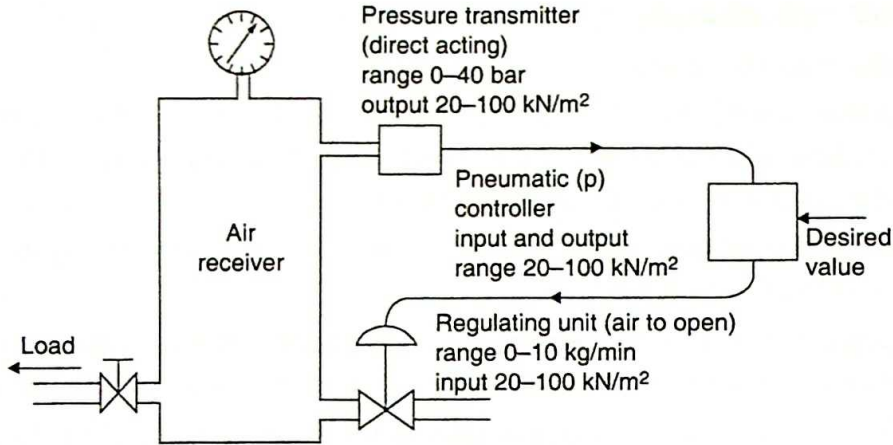 Pressure transmitter
(direct acting)
range 0–40 bar
output 20–100 kN/m²
Pneumatic (p)
controller
input and output
range 20–100 kN/m²
Air
receiver
Desired
value
Regulating unit (air to open)
range 0–10 kg/min
input 20–100 kN/m²
Load